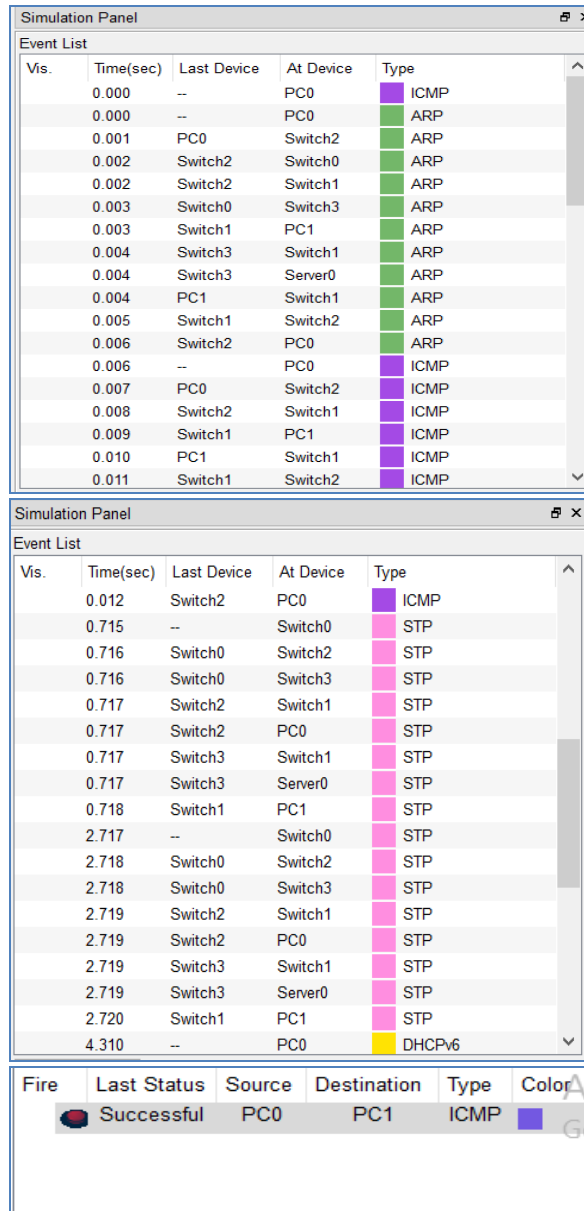 Simulation Panel
Event List
Vis. Time(sec) Last Device At Device Type
0.000 -- PC0 ICMP
0.000 -- PC0 ARP
0.001 PC0 Switch2 ARP
0.002 Switch2 Switch0 ARP
0.002 Switch2 Switch1 ARP
0.003 Switch0 Switch3 ARP
0.003 Switch1 PC1 ARP
0.004 Switch3 Switch1 ARP
0.004 Switch3 Server0 ARP
0.004 PC1 Switch1 ARP
0.005 Switch1 Switch2 ARP
0.006 Switch2 PC0 ARP
0.006 -- PC0 ICMP
0.007 PC0 Switch2 ICMP
0.008 Switch2 Switch1 ICMP
0.009 Switch1 PC1 ICMP
0.010 PC1 Switch1 ICMP
0.011 Switch1 Switch2 ICMP
Simulation Panel
Event List
Vis. Time(sec) Last Device At Device Type
0.012 Switch2 PC0 ICMP
0.715 -- Switch0 STP
0.716 Switch0 Switch2 STP
0.716 Switch0 Switch3 STP
0.717 Switch2 Switch1 STP
0.717 Switch2 PC0 STP
0.717 Switch3 Switch1 STP
0.717 Switch3 Server0 STP
0.718 Switch1 PC1 STP
2.717 -- Switch0 STP
2.718 Switch0 Switch2 STP
2.718 Switch0 Switch3 STP
2.719 Switch2 Switch1 STP
2.719 Switch2 PC0 STP
2.719 Switch3 Switch1 STP
2.719 Switch3 Server0 STP
2.720 Switch1 PC1 STP
4.310 -- PC0 DHCPv6
Fire Last Status Source Destination Type Color
Successful PC0 PC1 ICMP